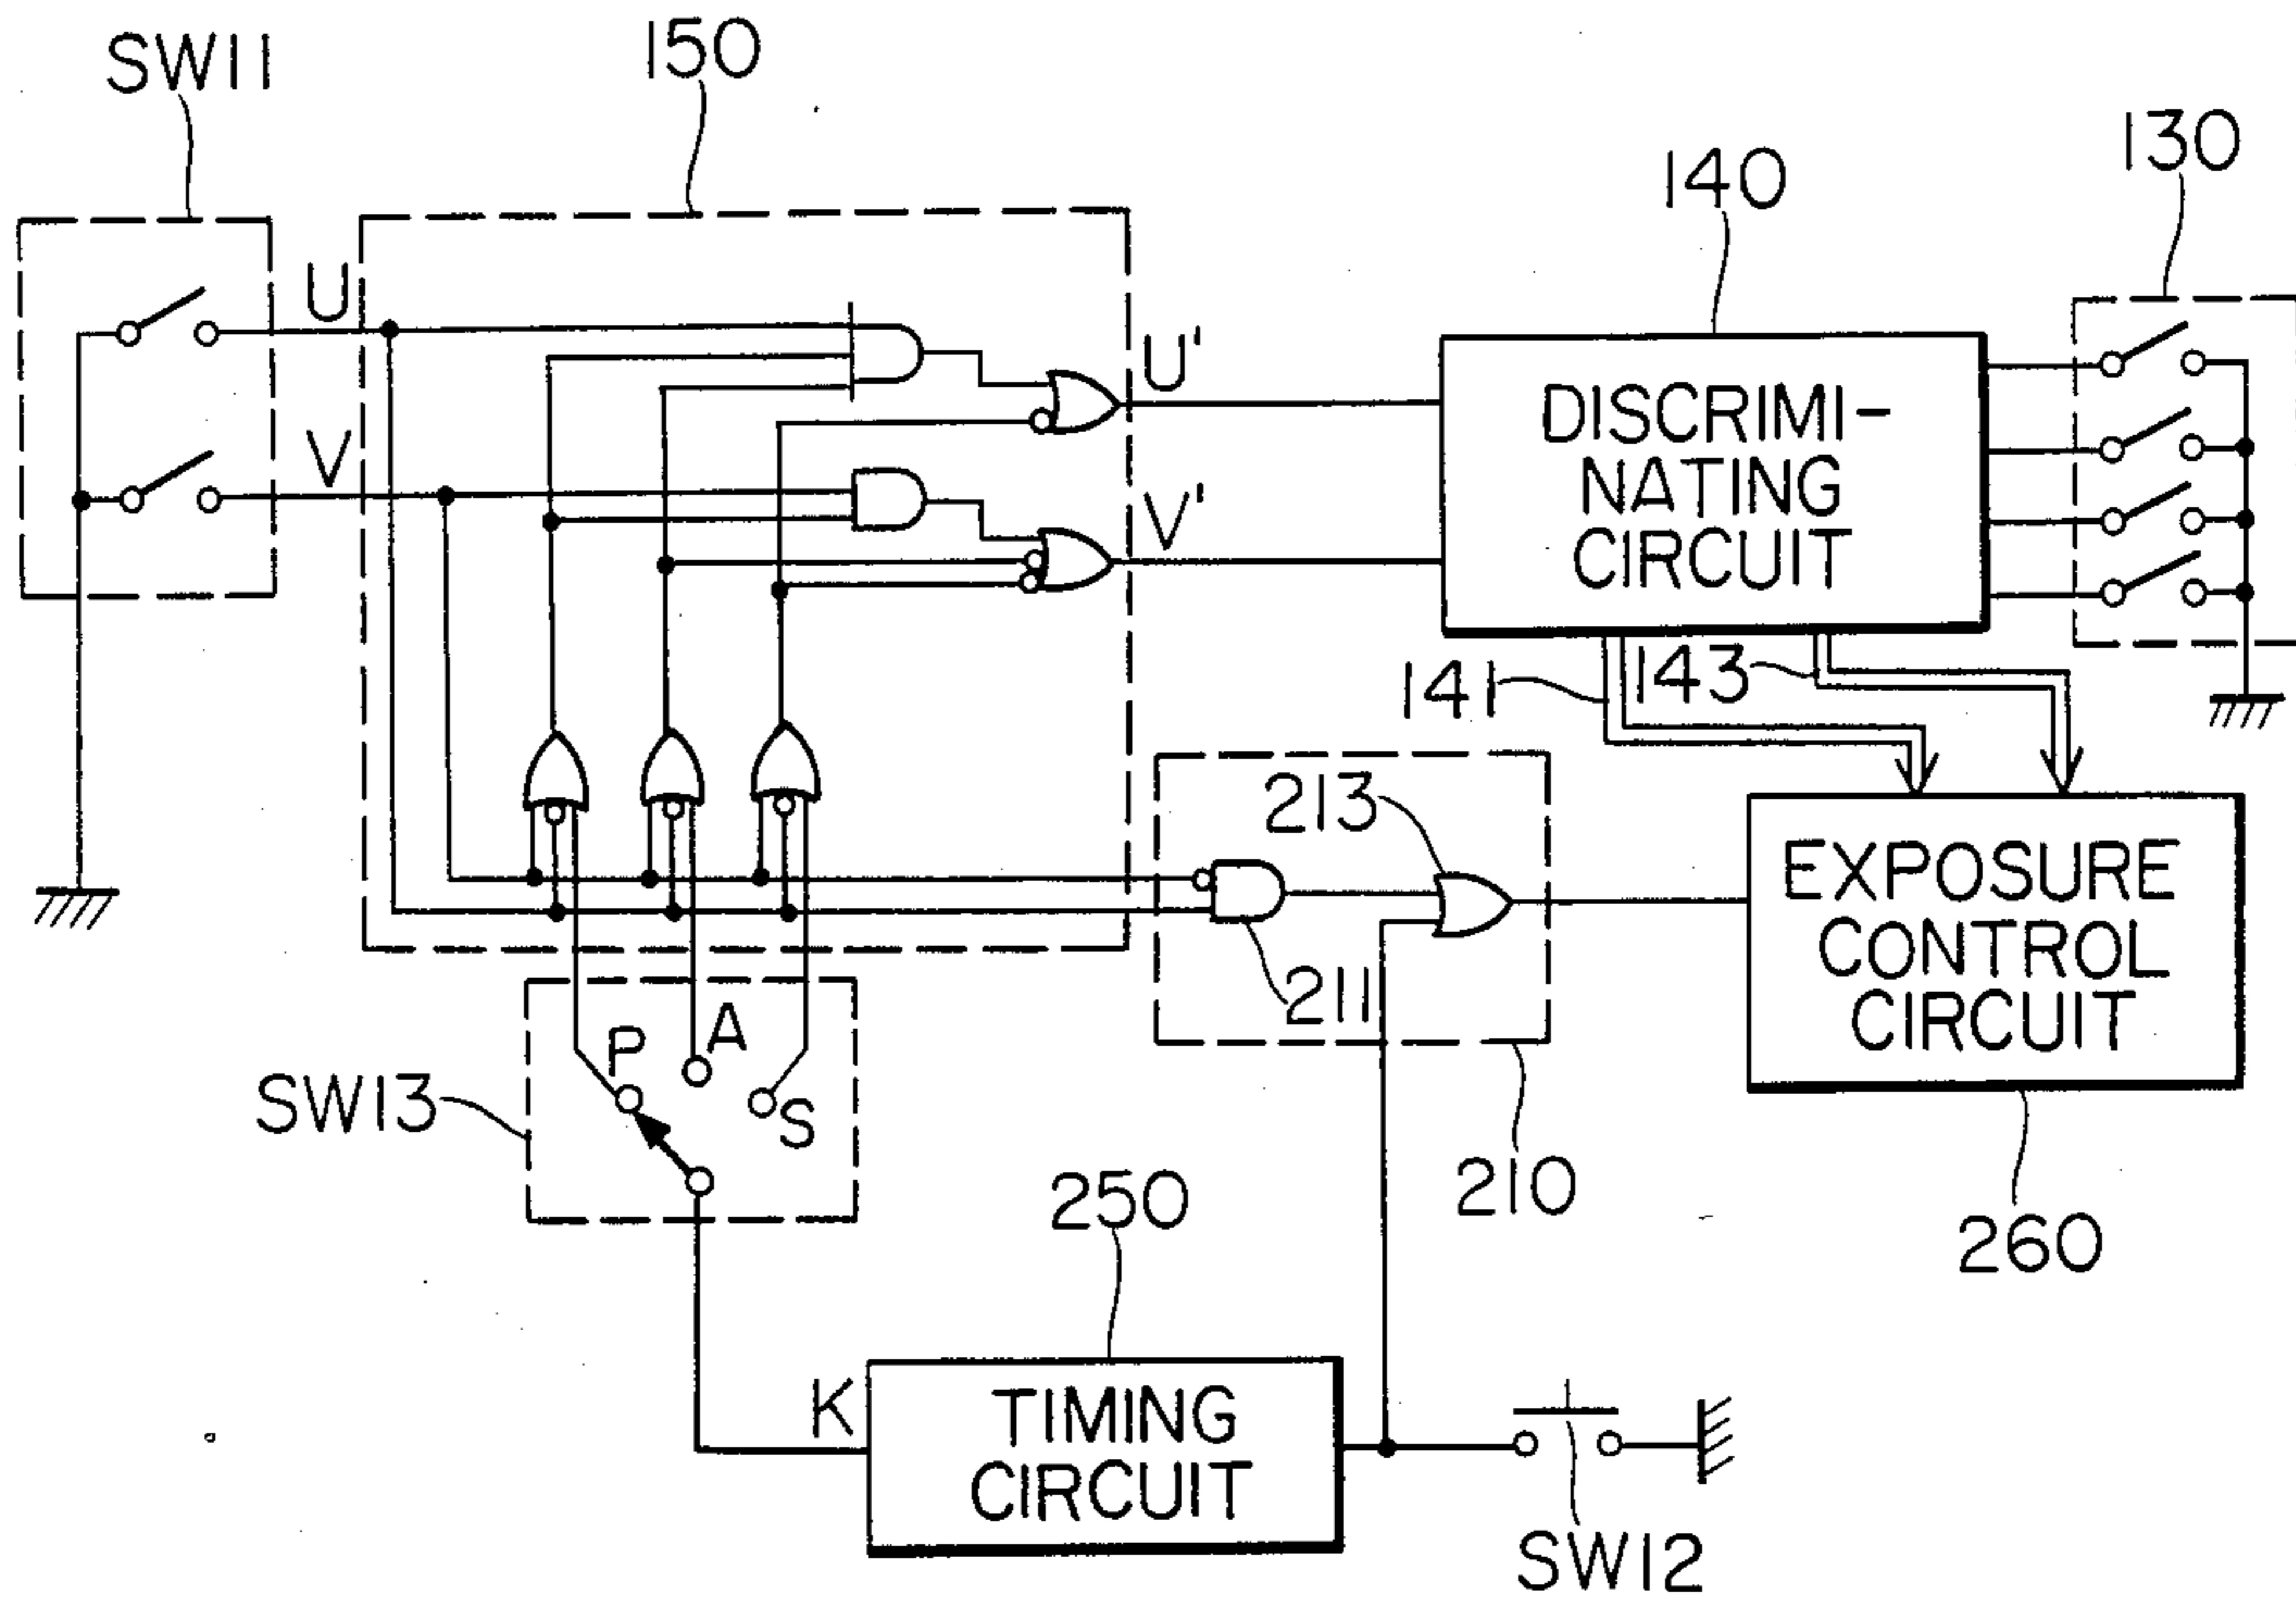 SW11
150
130
140
U
U'
DISCRIMI-
NATING
CIRCUIT
V
V'
141
143
213
EXPOSURE
CONTROL
CIRCUIT
211
P
A
S
SW13
250
210
260
K
TIMING
CIRCUIT
SW12